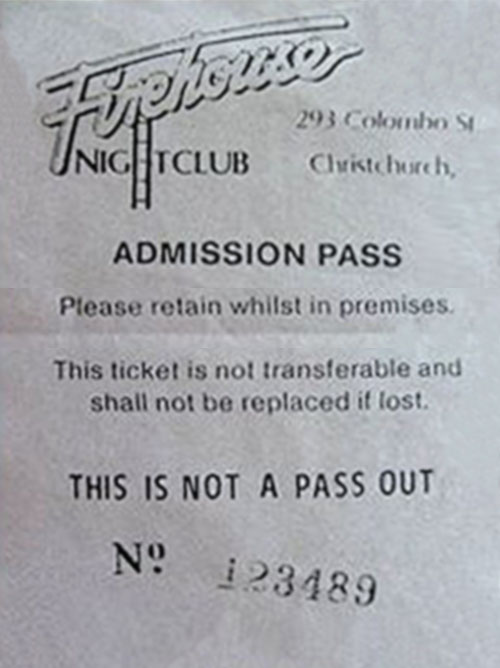 Firehouse
NIGHTCLUB
293 Colombo St
Christchurch,
ADMISSION PASS
Please retain whilst in premises.
This ticket is not transferable and
shall not be replaced if lost.
THIS IS NOT A PASS OUT
Nº 123489